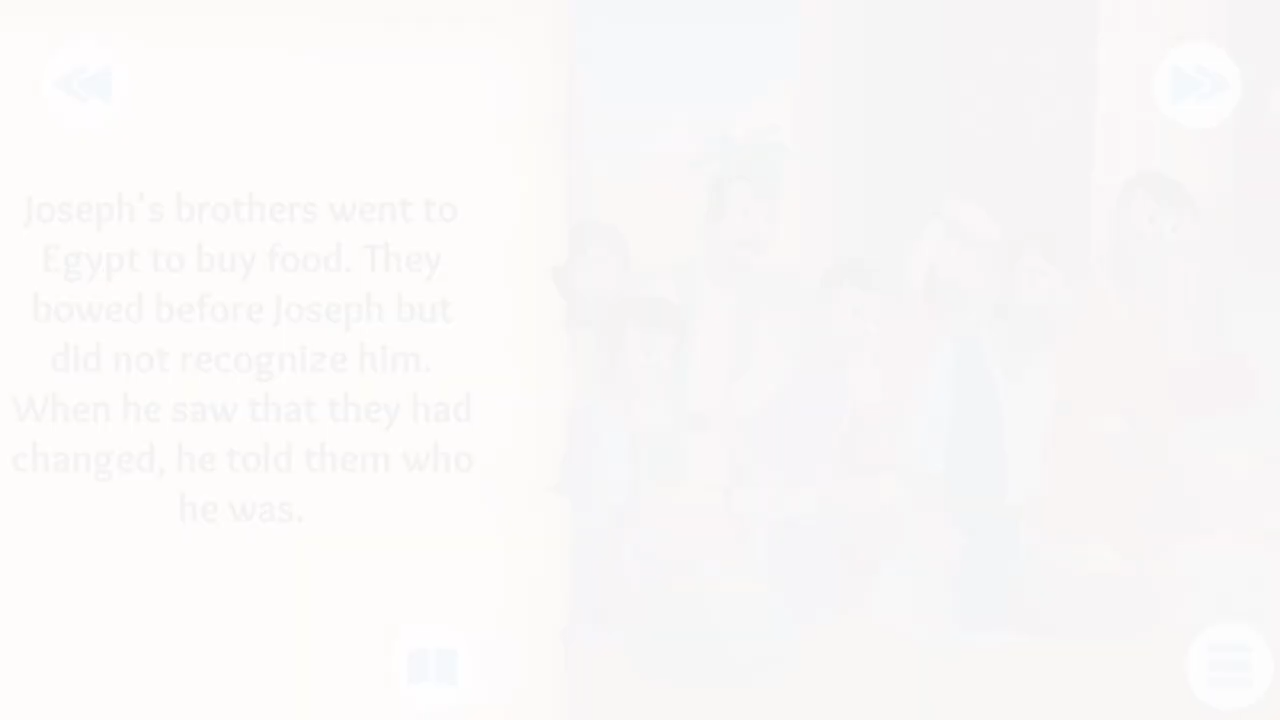 Joseph's brothers went to
Egypt to buy food. They
bowed before Joseph but
did not recognize him.
When he saw that they had
changed, he told them who
he was.